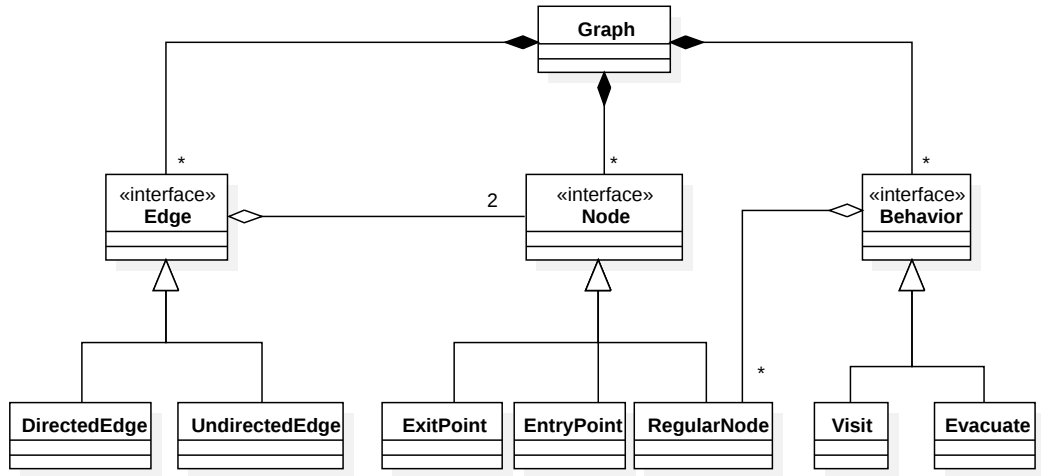 Graph
*
*
*
«interface»
Edge
2
«interface»
Node
«interface»
Behavior
*
DirectedEdge
UndirectedEdge
ExitPoint
EntryPoint
RegularNode
Visit
Evacuate